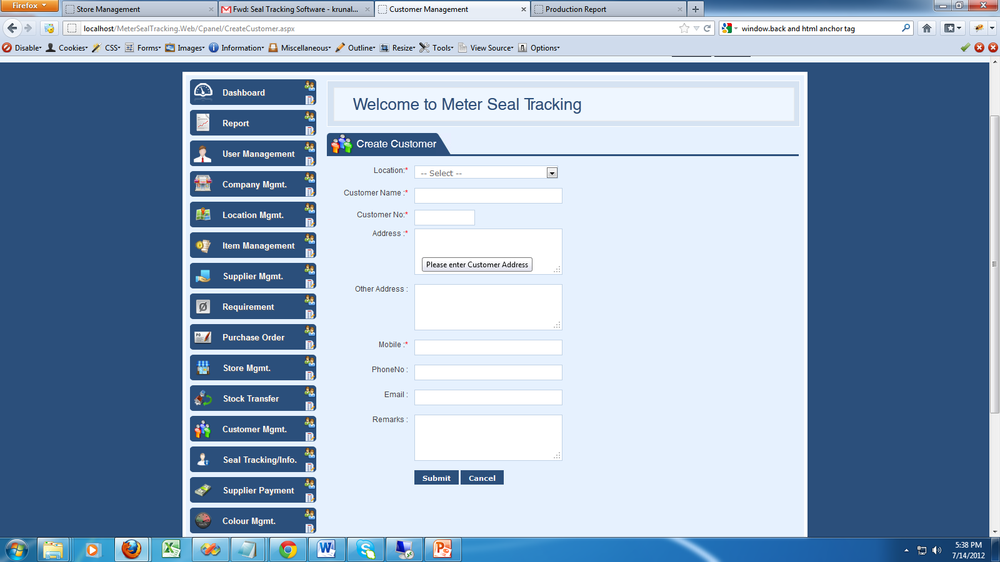 Firefox
Store Management
Fwd: Seal Tracking Software - krunal...
Customer Management
Production Report
localhost/MeterSealTracking.Web/Cpanel/CreateCustomer.aspx
window.back and html anchor tag
Disable
Cookies
CSS
Forms
Images
Information
Miscellaneous
Outline
Resize
Tools
View Source
Options
Dashboard
Report
User Management
Company Mgmt.
Location Mgmt.
Item Management
Supplier Mgmt.
Requirement
Purchase Order
Store Mgmt.
Stock Transfer
Customer Mgmt.
Seal Tracking/Info.
Supplier Payment
Colour Mgmt.
Welcome to Meter Seal Tracking
Create Customer
Location:*
-- Select --
Customer Name :*
Customer No:*
Address :*
Please enter Customer Address
Other Address :
Mobile :*
PhoneNo :
Email :
Remarks :
Submit
Cancel
5:38 PM
7/14/2012